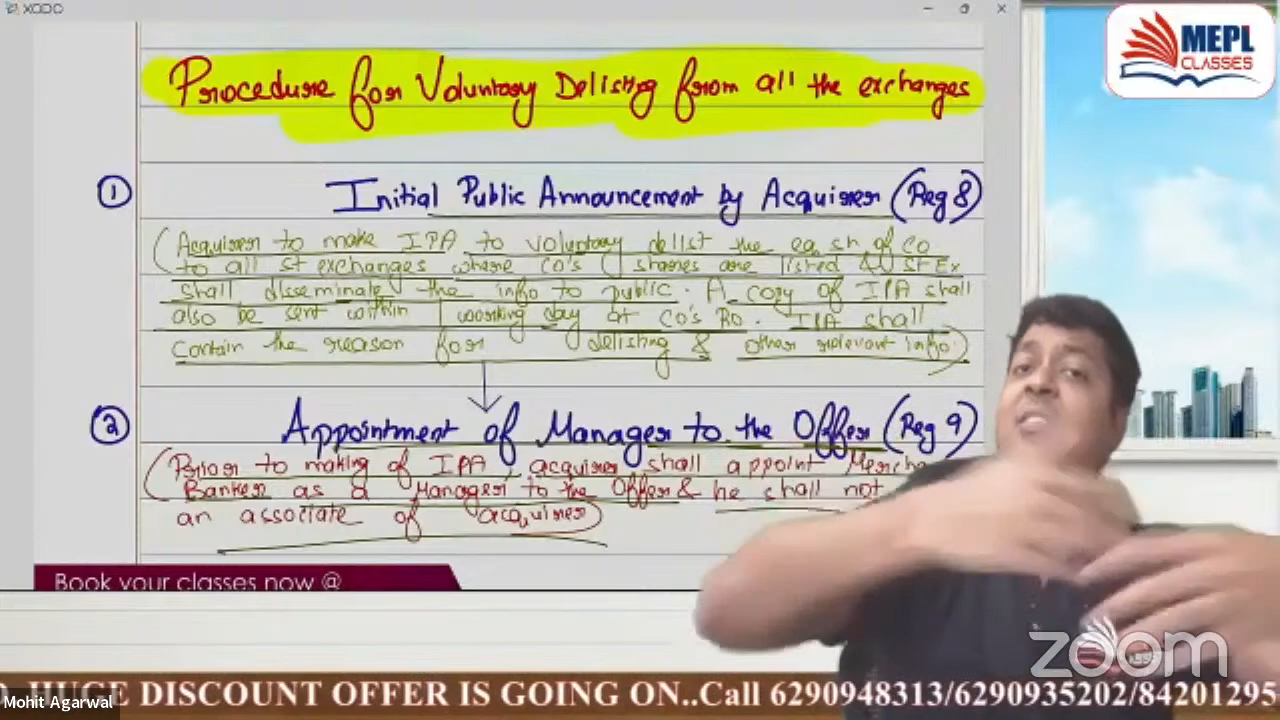 XODO
MEPL
CLASSES
Procedure for Voluntary Delisting from all the exchanges
① Initial Public Announcement by Acquirer (Reg 8)
(Acquirer to make IPA to voluntary delist the eq sh of Co
to all st exchanges where Co's shares are listed & St Ex
shall disseminate the info to public. A copy of IPA shall
also be sent within 1 working day at Co's RO. IPA shall
contain the reason for delisting & other relevant info)
② Appointment of Manager to the Offer (Reg 9)
(Prior to making of IPA, acquirer shall appoint
Banker as a Manager to the Offer & he shall not
an associate of acquirer)
Book your classes now @
zoom
HUGE DISCOUNT OFFER IS GOING ON..Call 6290948313/6290935202/84201295
Mohit Agarwal